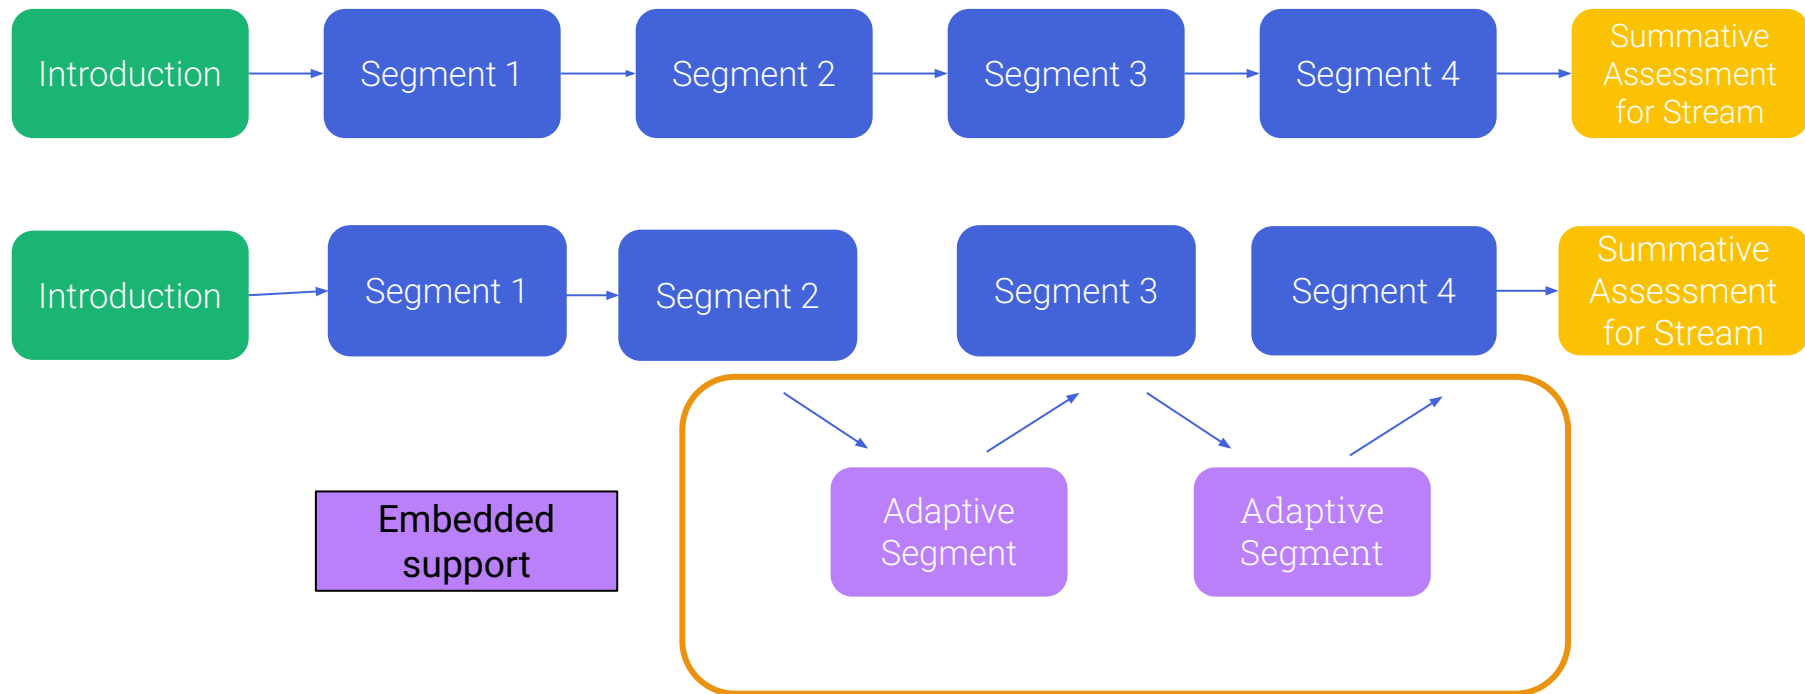 Introduction
Segment 1
Segment 2
Segment 3
Segment 4
Summative
Assessment
for Stream
Introduction
Segment 1
Segment 2
Segment 3
Segment 4
Summative
Assessment
for Stream
Embedded
support
Adaptive
Segment
Adaptive
Segment